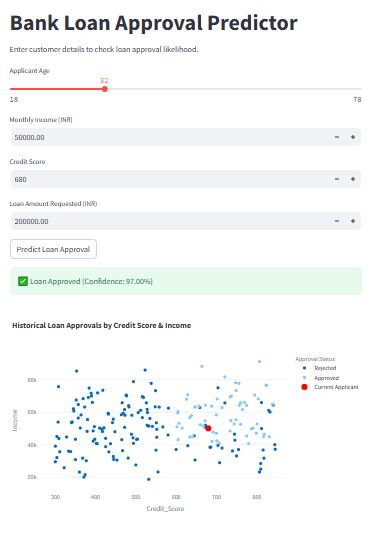 Bank Loan Approval Predictor
Enter customer details to check loan approval likelihood.
Applicant Age
32
18 78
Monthly Income (INR)
50000.00
Credit Score
680
Loan Amount Requested (INR)
200000.00
Predict Loan Approval
Loan Approved (Confidence: 97.00%)
Historical Loan Approvals by Credit Score & Income
Approval Status
Rejected
Approved
Current Applicant
80k
60k
40k
20k
Income
300 400 500 600 700 800
Credit_Score